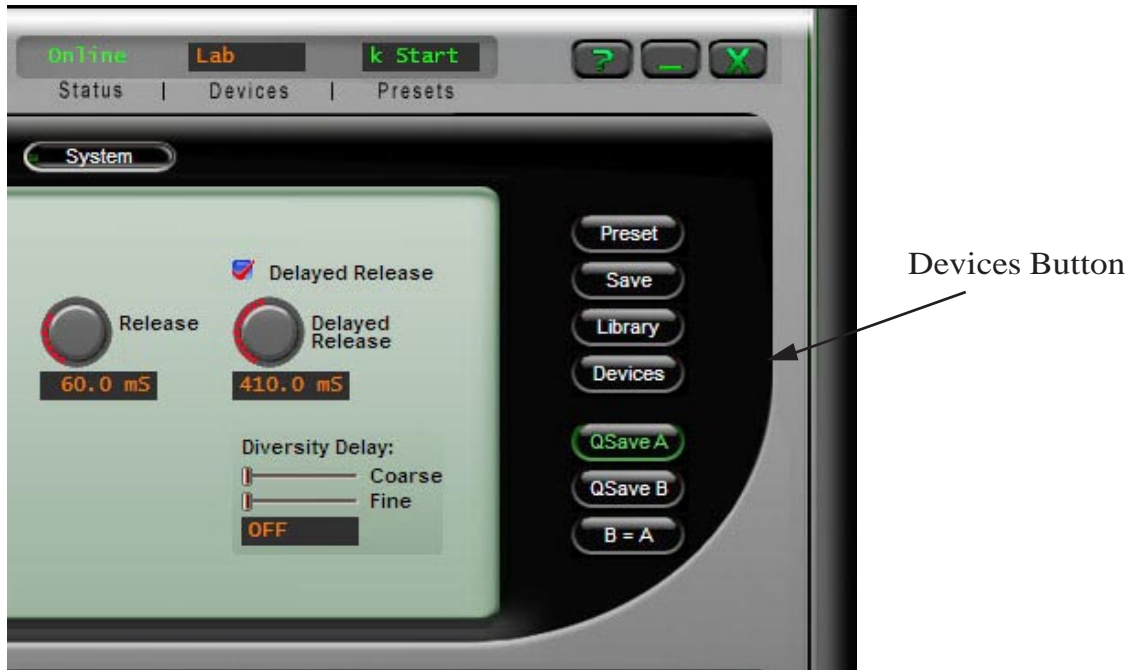 Online Lab k Start
Status | Devices | Presets
? _ X
System
Preset
Save
Library
Devices
QSave A
QSave B
B = A
Delayed Release
Release
Delayed
Release
60.0 mS
410.0 mS
Diversity Delay:
Coarse
Fine
OFF
Devices Button